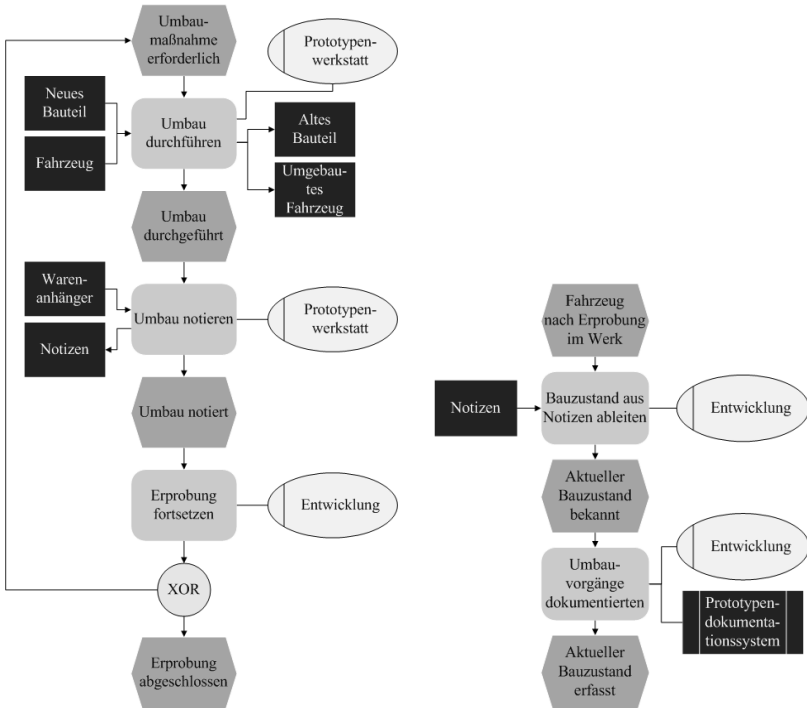 Umbau-
maßnahme
erforderlich
Prototypen-
werkstatt
Neues
Bauteil
Fahrzeug
Umbau
durchführen
Altes
Bauteil
Umgebau-
tes
Fahrzeug
Umbau
durchgeführt
Waren-
anhänger
Notizen
Umbau notieren
Prototypen-
werkstatt
Umbau notiert
Erprobung
fortsetzen
Entwicklung
XOR
Erprobung
abgeschlossen
Fahrzeug
nach Erprobung
im Werk
Notizen
Bauzustand aus
Notizen ableiten
Entwicklung
Aktueller
Bauzustand
bekannt
Umbau-
vorgänge
dokumentierten
Entwicklung
Prototypen-
dokumenta-
tionssystem
Aktueller
Bauzustand
erfasst